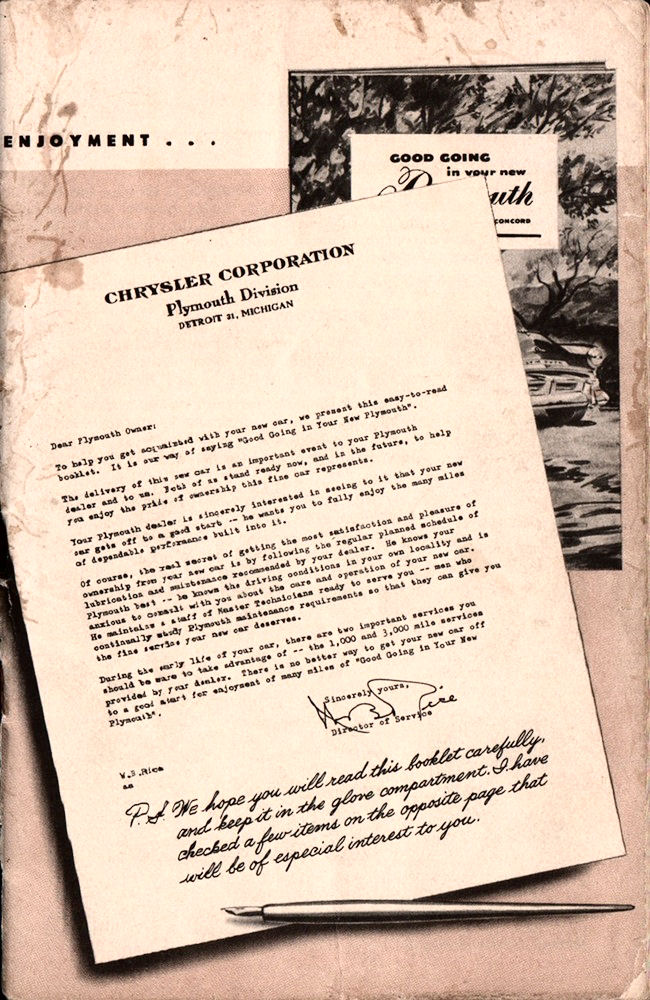 ENJOYMENT . . .
GOOD GOING
in your new
uth
CONCORD
CHRYSLER CORPORATION
Plymouth Division
DETROIT 31, MICHIGAN
Dear Plymouth Owner:
To help you get acquainted with your new car, we present this easy-to-read
booklet. It is our way of saying "Good Going in Your New Plymouth".
The delivery of this new car is an important event to your Plymouth
dealer and to us. Both of us stand ready now, and in the future, to help
you enjoy the pride of ownership this fine car represents.
Your Plymouth dealer is sincerely interested in seeing to it that your new
car gets off to a good start -- he wants you to fully enjoy the many miles
of dependable performance built into it.
Of course, the real secret of getting the most satisfaction and pleasure of
ownership from your new car is by following the regular planned schedule of
lubrication and maintenance recommended by your dealer. He knows your
Plymouth best -- he knows the driving conditions in your own locality and is
anxious to consult with you about the care and operation of your new car.
He maintains a staff of Master Technicians ready to serve you -- men who
continually study Plymouth maintenance requirements so that they can give you
the fine service your new car deserves.
During the early life of your car, there are two important services you
should be sure to take advantage of -- the 1,000 and 3,000 mile services
provided by your dealer. There is no better way to get your new car off
to a good start for enjoyment of many miles of "Good Going in Your New
Plymouth".
Sincerely yours,
W B Rice
Director of Service
W.B.Rice
aa
P.S. We hope you will read this booklet carefully,
and keep it in the glove compartment. I have
checked a few items on the opposite page that
will be of especial interest to you.